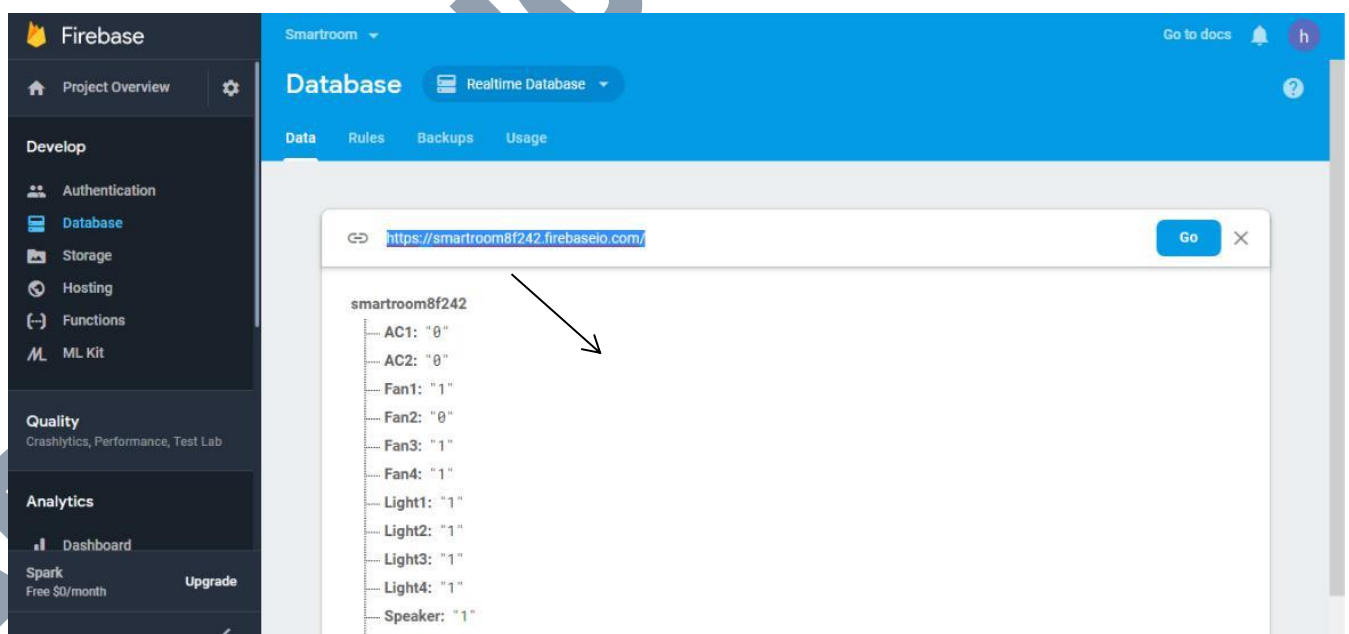 Firebase
Smartroom
Go to docs
h
Project Overview
Database
Realtime Database
?
Develop
Data Rules Backups Usage
Authentication
Database
Storage
Hosting
Functions
ML ML Kit
https://smartroom8f242.firebaseio.com/
Go
smartroom8f242
AC1: "0"
AC2: "0"
Fan1: "1"
Fan2: "0"
Fan3: "1"
Fan4: "1"
Light1: "1"
Light2: "1"
Light3: "1"
Light4: "1"
Speaker: "1"
Quality
Crashlytics, Performance, Test Lab
Analytics
Dashboard
Spark
Free $0/month
Upgrade